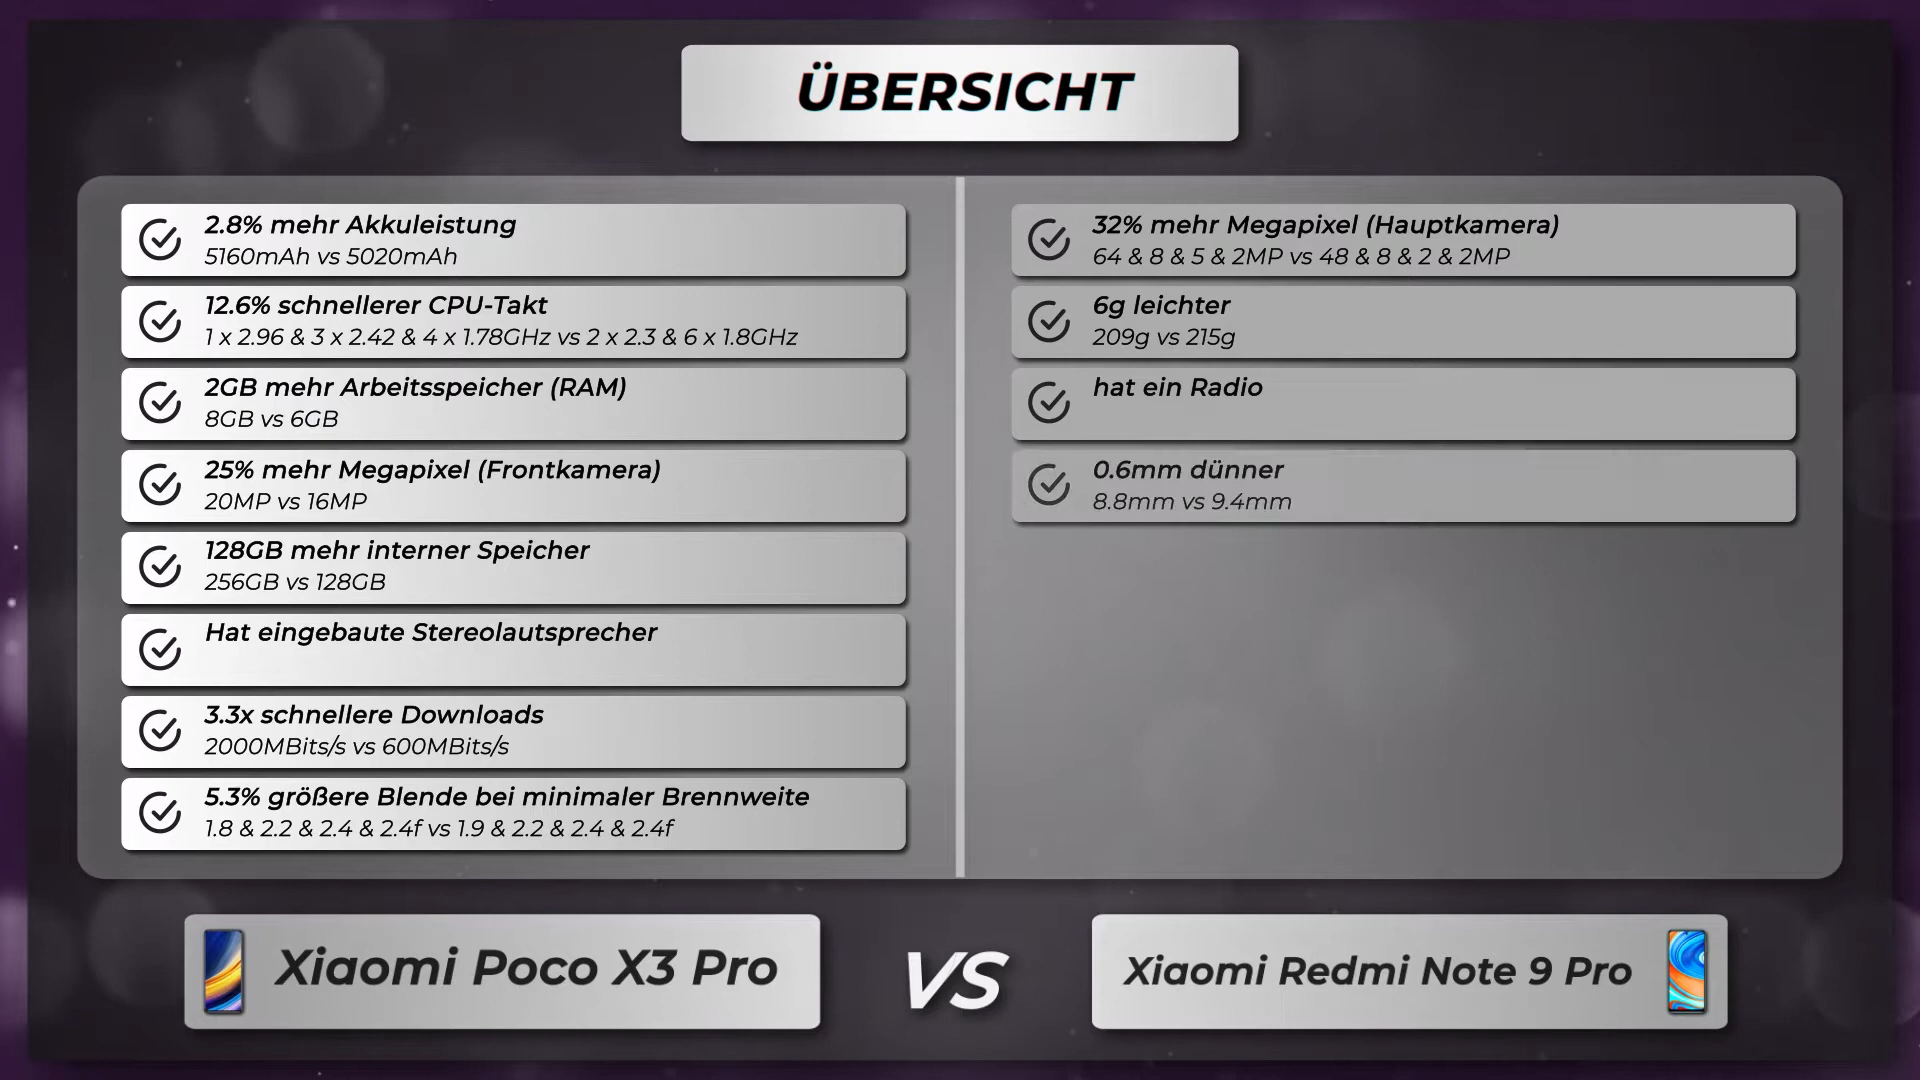 ÜBERSICHT
2.8% mehr Akkuleistung
5160mAh vs 5020mAh
12.6% schnellerer CPU-Takt
1 x 2.96 & 3 x 2.42 & 4 x 1.78GHz vs 2 x 2.3 & 6 x 1.8GHz
2GB mehr Arbeitsspeicher (RAM)
8GB vs 6GB
25% mehr Megapixel (Frontkamera)
20MP vs 16MP
128GB mehr interner Speicher
256GB vs 128GB
Hat eingebaute Stereolautsprecher
3.3x schnellere Downloads
2000MBits/s vs 600MBits/s
5.3% größere Blende bei minimaler Brennweite
1.8 & 2.2 & 2.4 & 2.4f vs 1.9 & 2.2 & 2.4 & 2.4f
32% mehr Megapixel (Hauptkamera)
64 & 8 & 5 & 2MP vs 48 & 8 & 2 & 2MP
6g leichter
209g vs 215g
hat ein Radio
0.6mm dünner
8.8mm vs 9.4mm
Xiaomi Poco X3 Pro
VS
Xiaomi Redmi Note 9 Pro